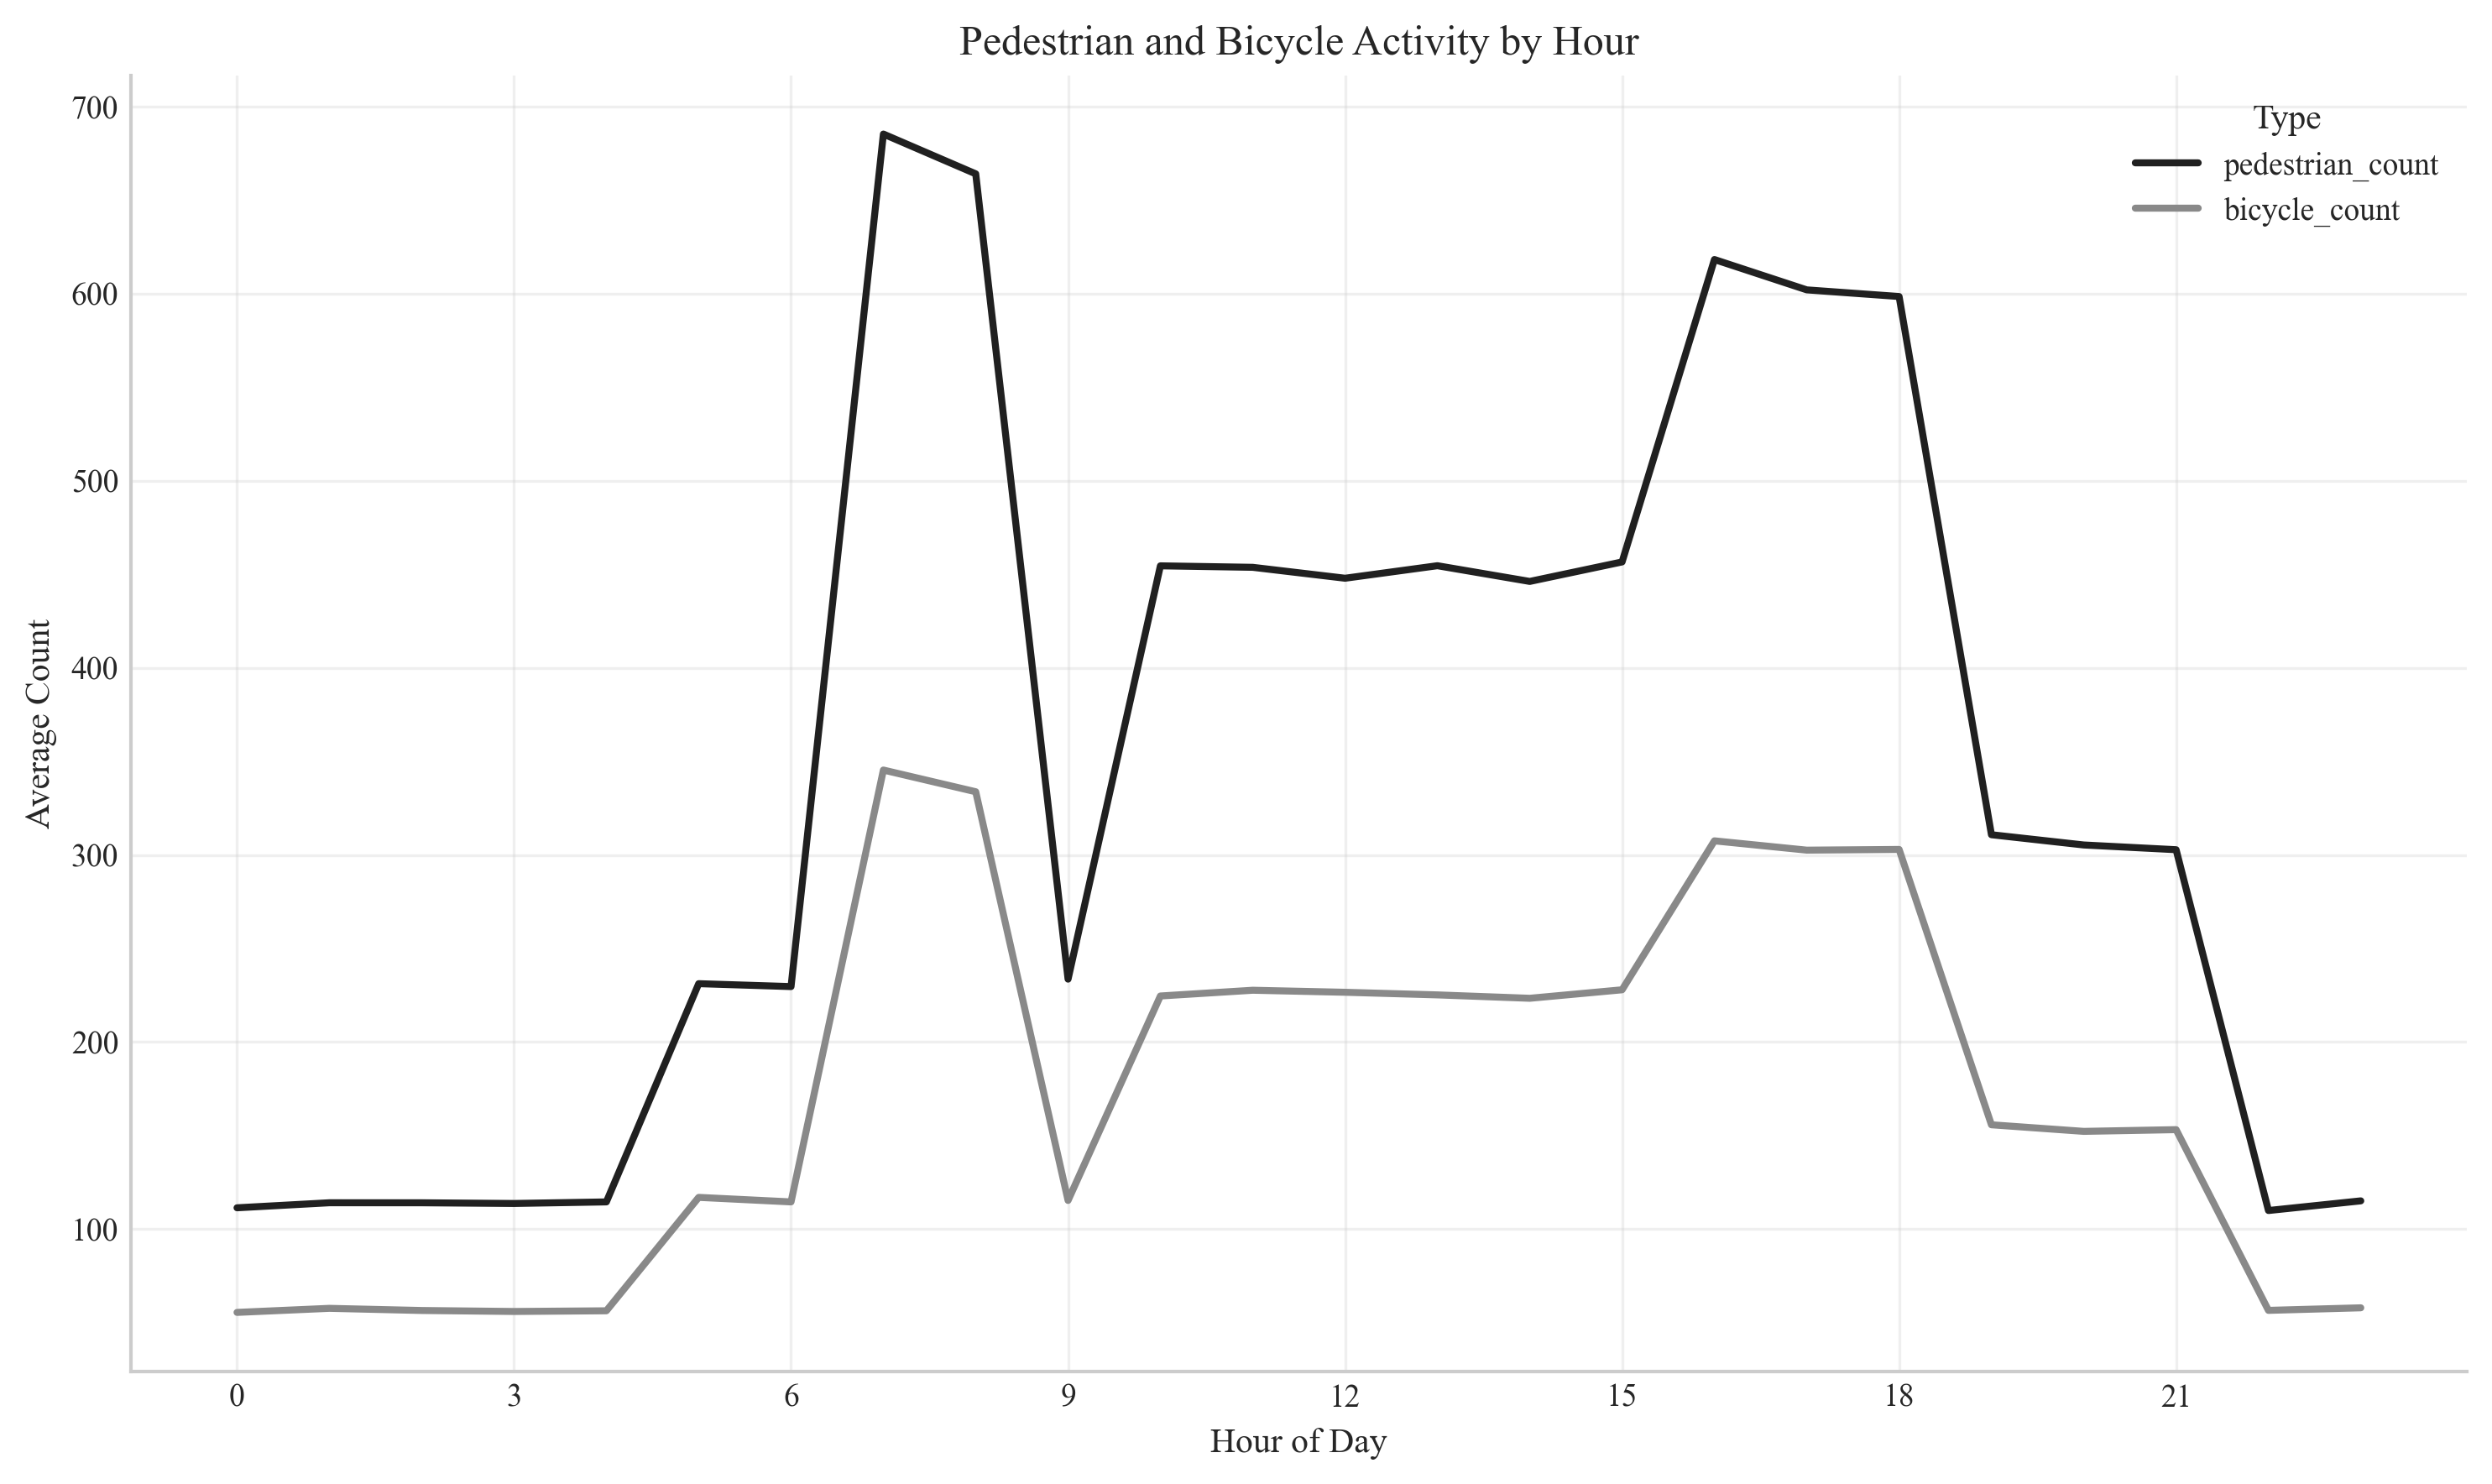 Pedestrian and Bicycle Activity by Hour
Type
pedestrian_count
bicycle_count
Average Count
700
600
500
400
300
200
100
0 3 6 9 12 15 18 21
Hour of Day